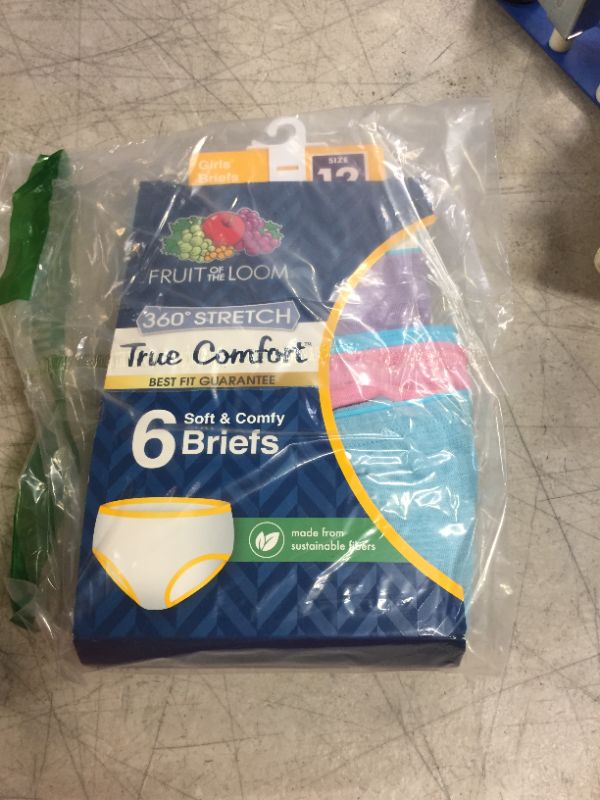 Girls'
Briefs
SIZE
12
FRUIT OF THE LOOM
360° STRETCH
True Comfort™
BEST FIT GUARANTEE
6 Soft & Comfy
Briefs
made from
sustainable fibers